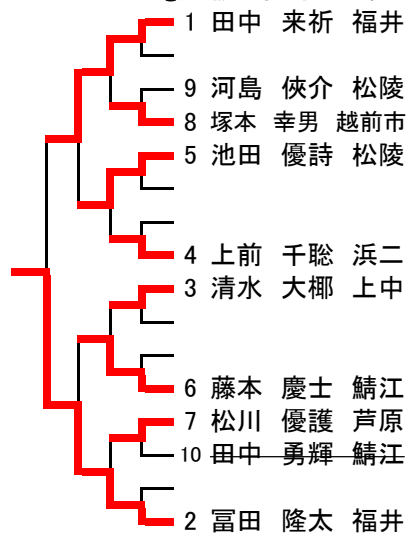 1 田中 来祈 福井
9 河島 俠介 松陵
8 塚本 幸男 越前市
5 池田 優詩 松陵
4 上前 千聡 浜二
3 清水 大梛 上中
6 藤本 慶士 鯖江
7 松川 優護 芦原
10 田中 勇輝 鯖江
2 冨田 隆太 福井